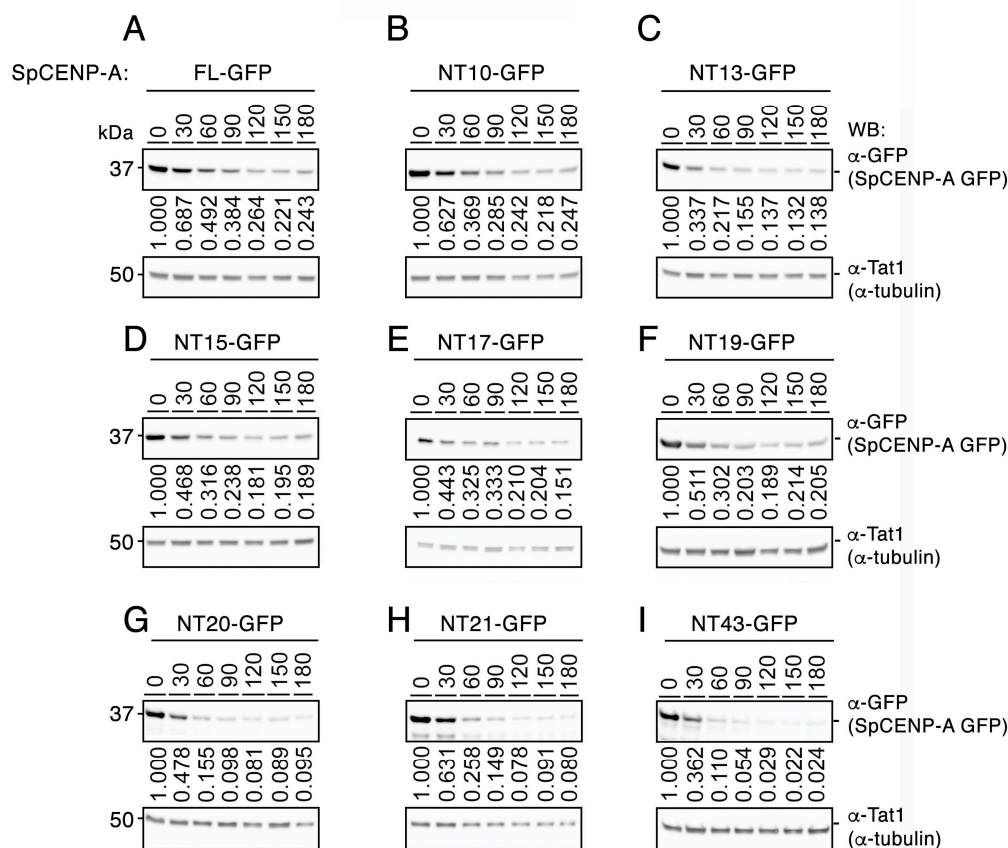 A
B
C
SpCENP-A: FL-GFP NT10-GFP NT13-GFP
kDa 0 30 60 90 120 150 180 0 30 60 90 120 150 180 0 30 60 90 120 150 180 WB:
37 α-GFP
(SpCENP-A GFP)
1.000 0.687 0.492 0.384 0.264 0.221 0.243 1.000 0.627 0.369 0.285 0.242 0.218 0.247 1.000 0.337 0.217 0.155 0.137 0.132 0.138
50 α-Tat1
(α-tubulin)
D NT15-GFP E NT17-GFP F NT19-GFP
0 30 60 90 120 150 180 0 30 60 90 120 150 180 0 30 60 90 120 150 180
37 α-GFP
(SpCENP-A GFP)
1.000 0.468 0.316 0.238 0.181 0.195 0.189 1.000 0.443 0.325 0.333 0.210 0.204 0.151 1.000 0.511 0.302 0.203 0.189 0.214 0.205
50 α-Tat1
(α-tubulin)
G NT20-GFP H NT21-GFP I NT43-GFP
0 30 60 90 120 150 180 0 30 60 90 120 150 180 0 30 60 90 120 150 180
37 α-GFP
(SpCENP-A GFP)
1.000 0.478 0.155 0.098 0.081 0.089 0.095 1.000 0.631 0.258 0.149 0.078 0.091 0.080 1.000 0.362 0.110 0.054 0.029 0.022 0.024
50 α-Tat1
(α-tubulin)